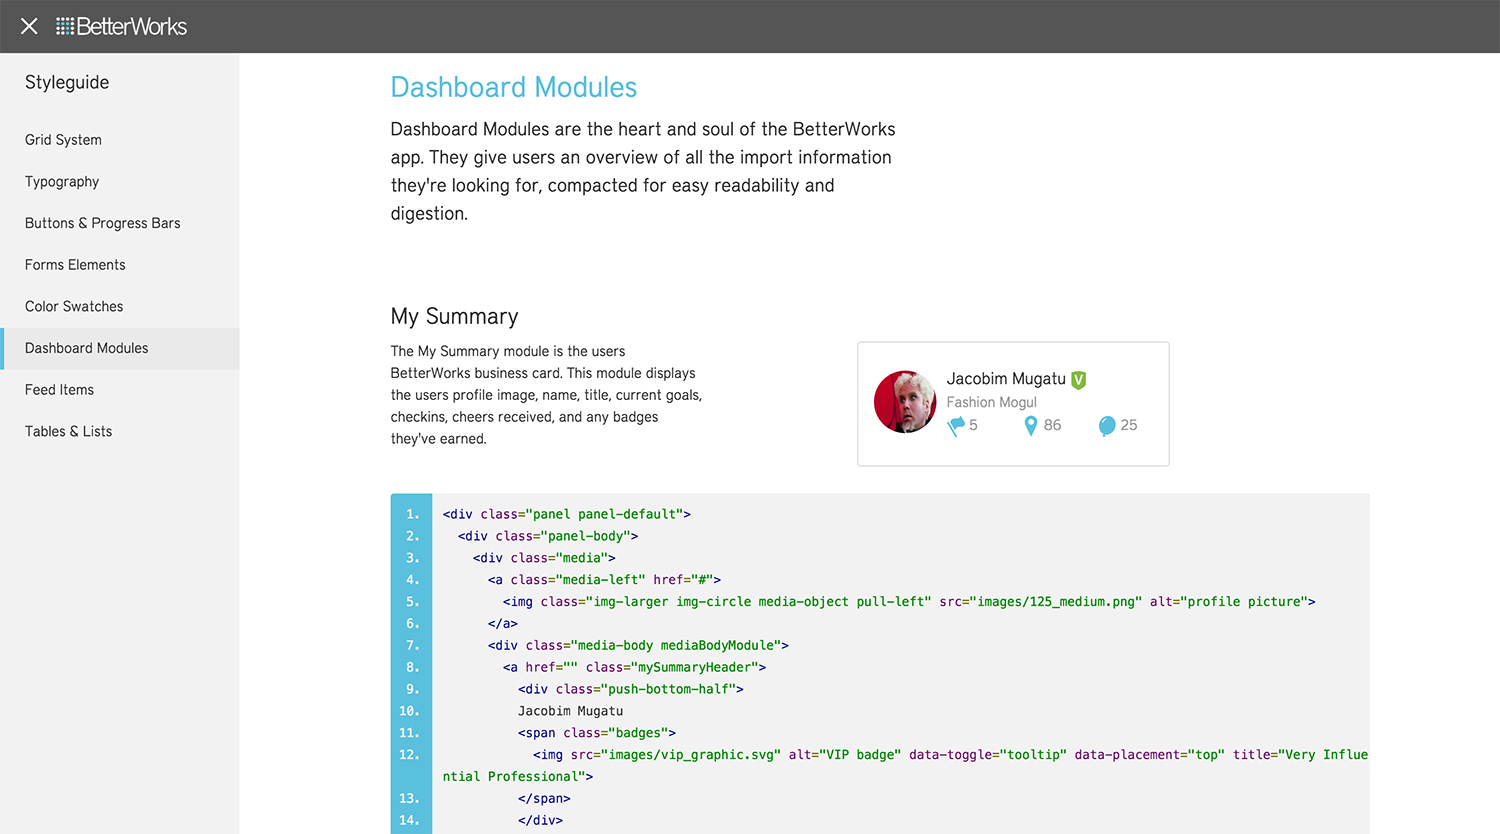 BetterWorks
Styleguide
Grid System
Typography
Buttons & Progress Bars
Forms Elements
Color Swatches
Dashboard Modules
Feed Items
Tables & Lists
Dashboard Modules
Dashboard Modules are the heart and soul of the BetterWorks
app. They give users an overview of all the import information
they're looking for, compacted for easy readability and
digestion.
My Summary
The My Summary module is the users
BetterWorks business card. This module displays
the users profile image, name, title, current goals,
checkins, cheers received, and any badges
they've earned.
Jacobim Mugatu V
Fashion Mogul
5 86 25
1. <div class="panel panel-default">
2. <div class="panel-body">
3. <div class="media">
4. <a class="media-left" href="#">
5. <img class="img-larger img-circle media-object pull-left" src="images/125_medium.png" alt="profile picture">
6. </a>
7. <div class="media-body mediaBodyModule">
8. <a href="" class="mySummaryHeader">
9. <div class="push-bottom-half">
10. Jacobim Mugatu
11. <span class="badges">
12. <img src="images/vip_graphic.svg" alt="VIP badge" data-toggle="tooltip" data-placement="top" title="Very Influe
ntial Professional">
13. </span>
14. </div>